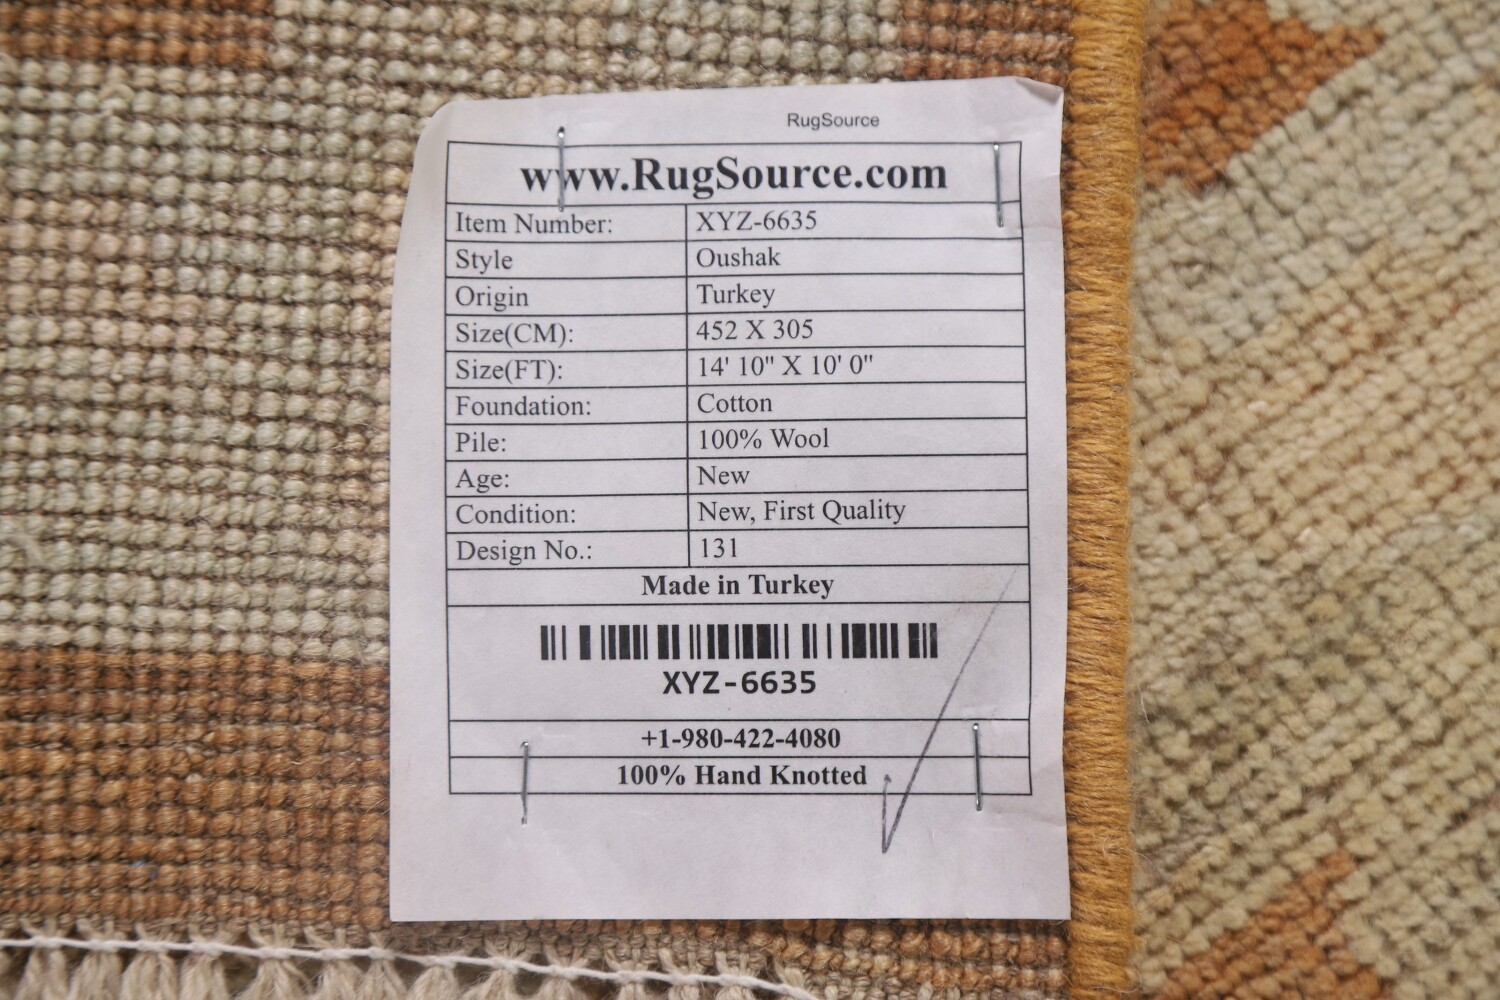 RugSource
www.RugSource.com
Item Number: XYZ-6635
Style Oushak
Origin Turkey
Size(CM): 452 X 305
Size(FT): 14' 10" X 10' 0"
Foundation: Cotton
Pile: 100% Wool
Age: New
Condition: New, First Quality
Design No.: 131
Made in Turkey
XYZ-6635
+1-980-422-4080
100% Hand Knotted